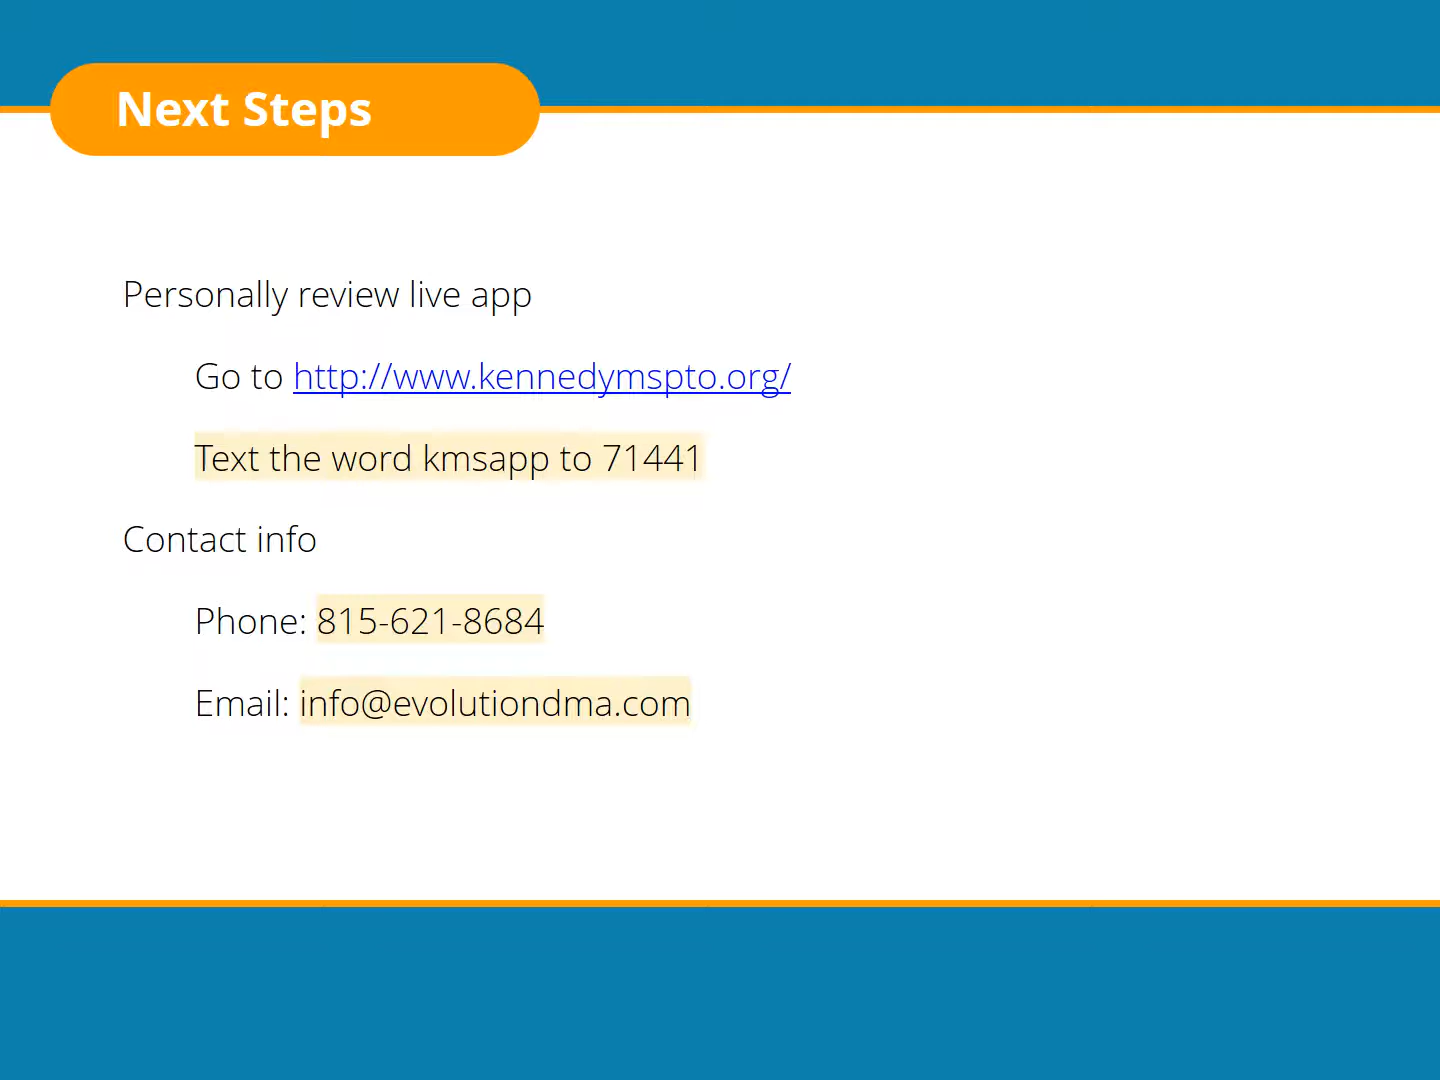 Next Steps
Personally review live app
Go to http://www.kennedymspto.org/
Text the word kmsapp to 71441
Contact info
Phone: 815-621-8684
Email: info@evolutiondma.com